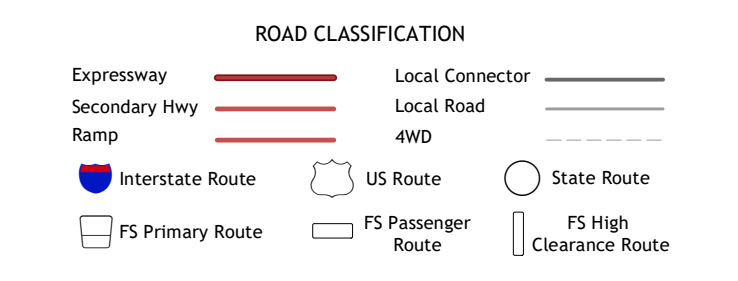 ROAD CLASSIFICATION
Expressway
Local Connector
Secondary Hwy
Local Road
Ramp
4WD
Interstate Route
US Route
State Route
FS Primary Route
FS Passenger
Route
FS High
Clearance Route